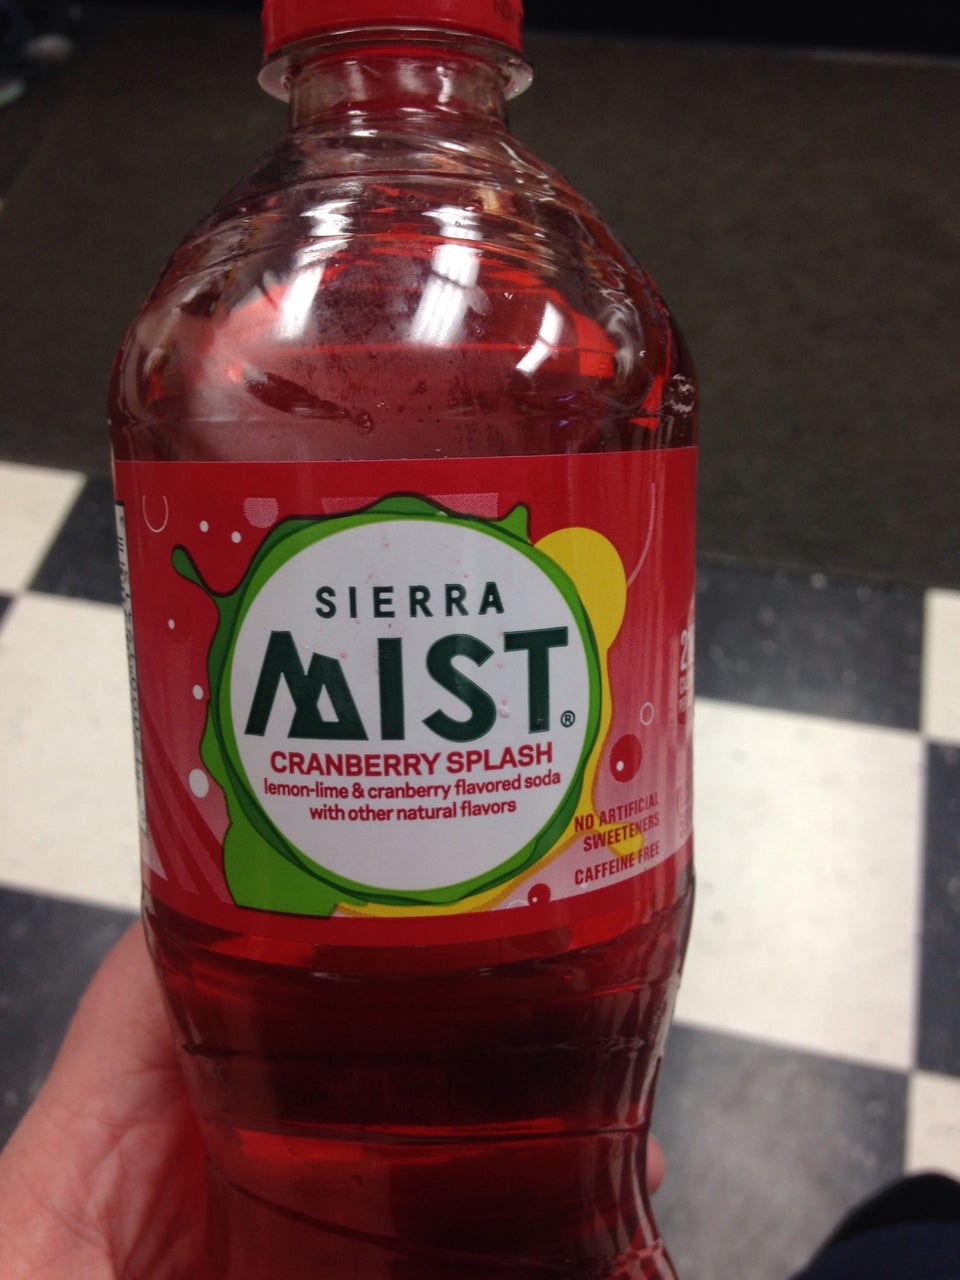 SIERRA
MIST®
CRANBERRY SPLASH
lemon-lime & cranberry flavored soda
with other natural flavors
NO ARTIFICIAL
SWEETENERS
CAFFEINE FREE